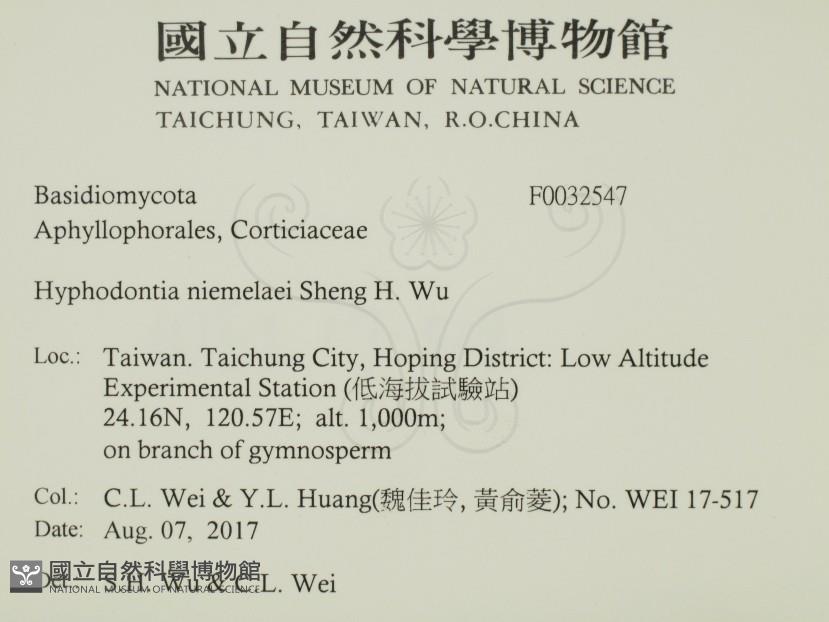 國立自然科學博物館
NATIONAL MUSEUM OF NATURAL SCIENCE
TAICHUNG, TAIWAN, R.O.CHINA
Basidiomycota F0032547
Aphyllophorales, Corticiaceae
Hyphodontia niemelaei Sheng H. Wu
Loc.: Taiwan. Taichung City, Hoping District: Low Altitude
Experimental Station (低海拔試驗站)
24.16N, 120.57E; alt. 1,000m;
on branch of gymnosperm
Col.: C.L. Wei & Y.L. Huang(魏佳玲, 黃俞菱); No. WEI 17-517
Date: Aug. 07, 2017
Det.: S.H. Wu & C.L. Wei
國立自然科學博物館
NATIONAL MUSEUM OF NATURAL SCIENCE